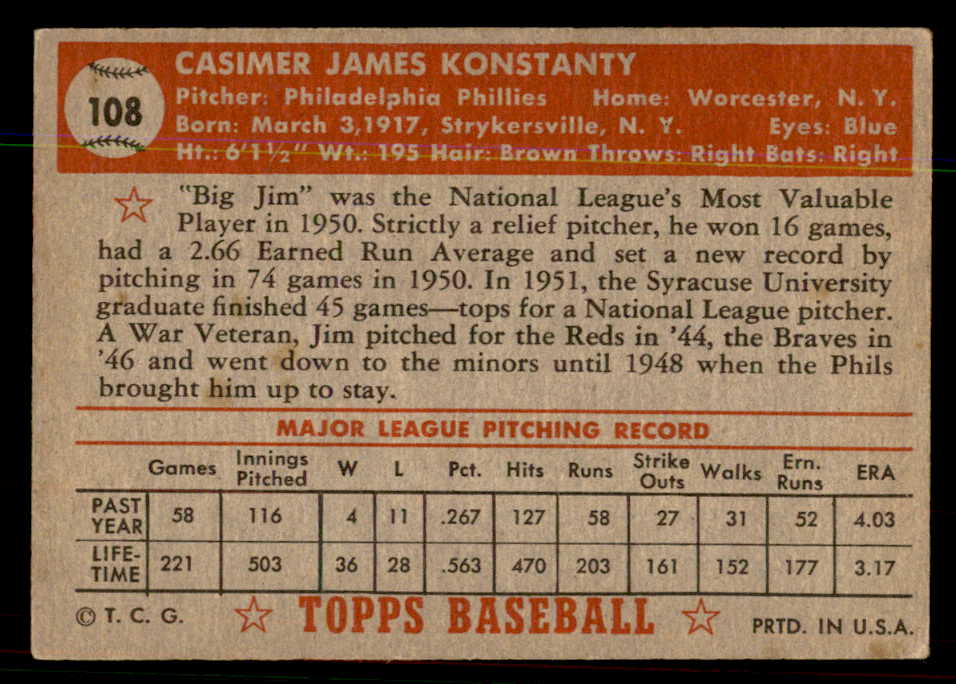 108
CASIMER JAMES KONSTANTY
Pitcher: Philadelphia Phillies Home: Worcester, N. Y.
Born: March 3,1917, Strykersville, N. Y. Eyes: Blue
Ht.: 6'1½" Wt.: 195 Hair: Brown Throws: Right Bats: Right
"Big Jim" was the National League's Most Valuable
Player in 1950. Strictly a relief pitcher, he won 16 games,
had a 2.66 Earned Run Average and set a new record by
pitching in 74 games in 1950. In 1951, the Syracuse University
graduate finished 45 games—tops for a National League pitcher.
A War Veteran, Jim pitched for the Reds in '44, the Braves in
'46 and went down to the minors until 1948 when the Phils
brought him up to stay.
MAJOR LEAGUE PITCHING RECORD
Games Innings Pitched W L Pct. Hits Runs Strike Outs Walks Ern. Runs ERA
PAST YEAR 58 116 4 11 .267 127 58 27 31 52 4.03
LIFE-TIME 221 503 36 28 .563 470 203 161 152 177 3.17
© T. C. G. TOPPS BASEBALL PRTD. IN U.S.A.